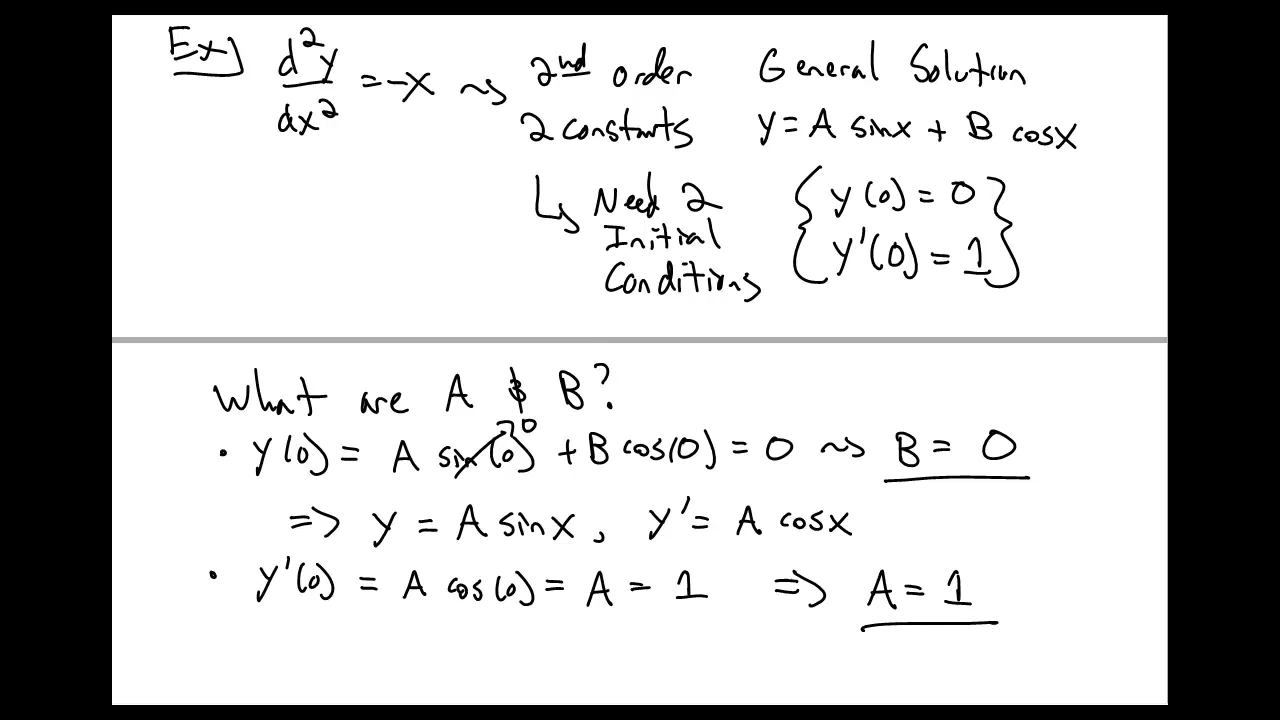 Ex) d²y/dx² = -x ⇝ 2nd order
2 constants
↳ Need 2
Initial
Conditions
General Solution
y = A sinx + B cosx
{ y(0) = 0
y'(0) = 1 }
What are A & B?
• y(0) = A sin(0) →0 + B cos(0) = 0 ⇝ B = 0
=> y = A sinx, y' = A cosx
• y'(0) = A cos(0) = A = 1 => A = 1